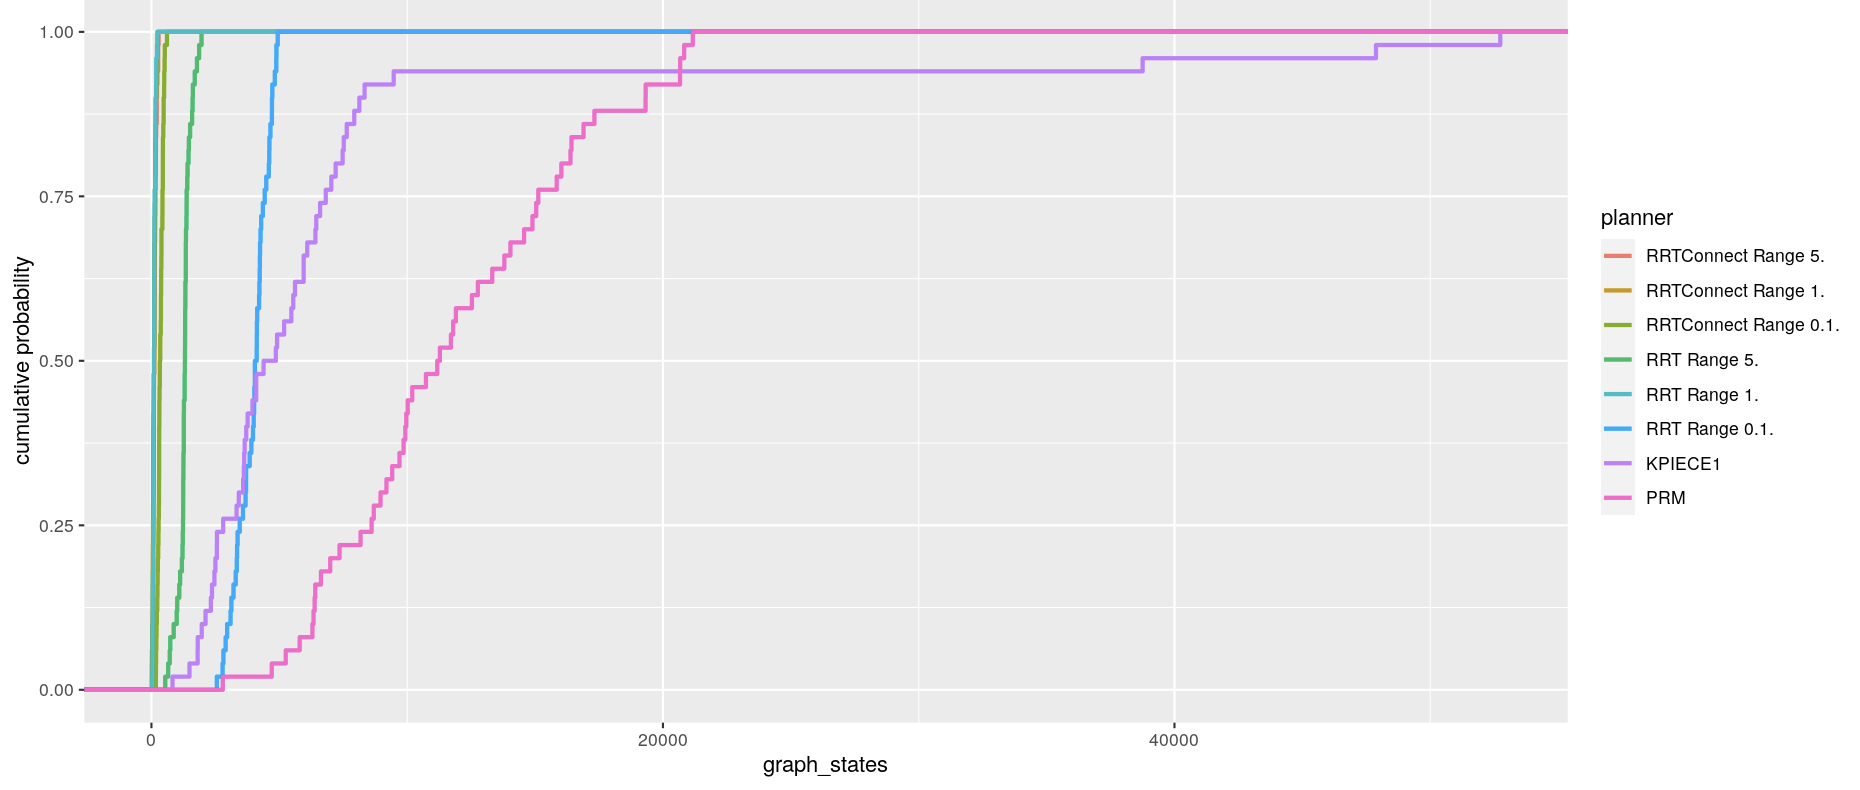 1.00
0.75
0.50
0.25
0.00
cumulative probability
0
20000
40000
graph_states
planner
RRTConnect Range 5.
RRTConnect Range 1.
RRTConnect Range 0.1.
RRT Range 5.
RRT Range 1.
RRT Range 0.1.
KPIECE1
PRM